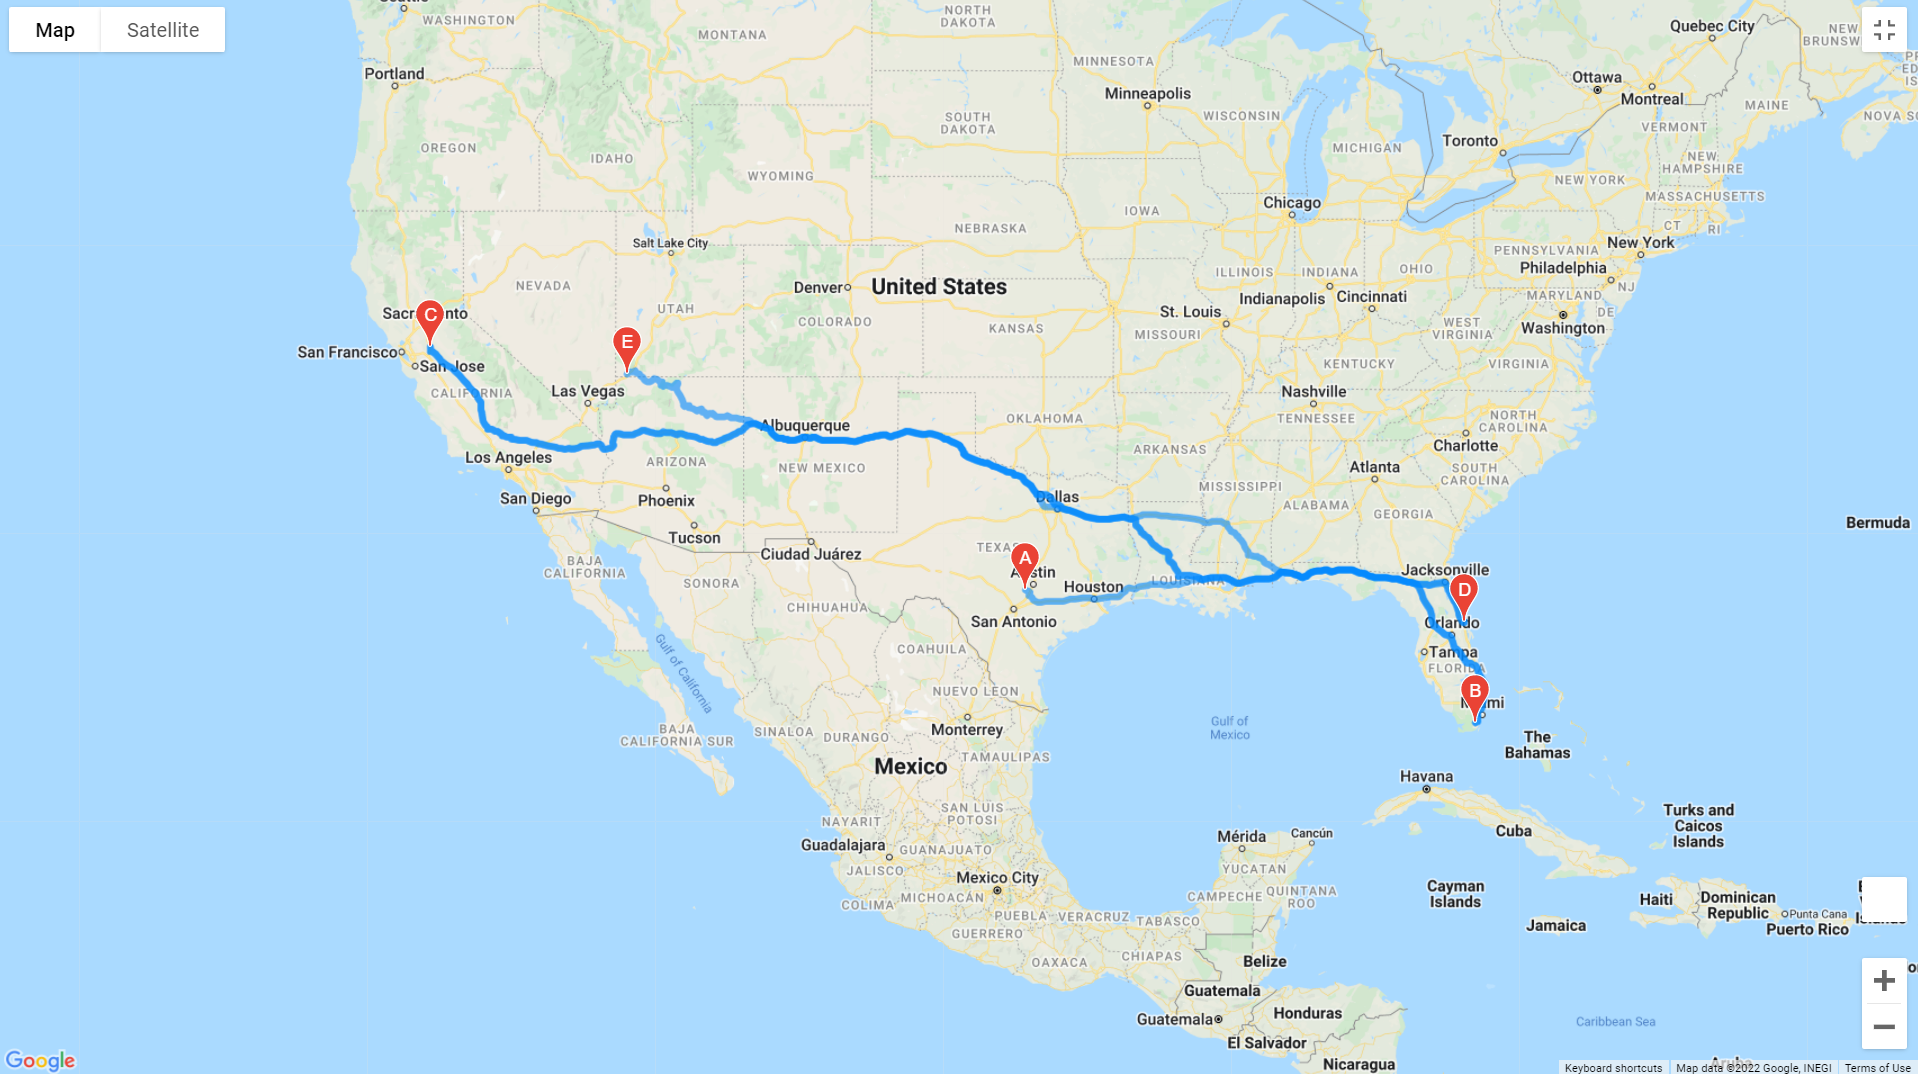 Map
Satellite
Seattle
WASHINGTON
MONTANA
NORTH
DAKOTA
Quebec City
NEW
Portland
MINNESOTA
Minneapolis
Ottawa
Montreal
MAINE
NOVA SC
OREGON
IDAHO
SOUTH
DAKOTA
WISCONSIN
MICHIGAN
Toronto
VERMONT
NEW
HAMPSHIRE
WYOMING
NEW YORK
MASSACHUSETTS
Chicago
IOWA
CT
RI
NEBRASKA
Salt Lake City
PENNSYLVANIA
New York
NEVADA
UTAH
Denver
United States
ILLINOIS
INDIANA
OHIO
Philadelphia
NJ
Indianapolis
Cincinnati
MARYLAND
DE
C
COLORADO
KANSAS
St. Louis
MISSOURI
WEST
VIRGINIA
Washington
E
San Francisco
San Jose
KENTUCKY
VIRGINIA
CALIFORNIA
Las Vegas
Nashville
TENNESSEE
Albuquerque
OKLAHOMA
NORTH
CAROLINA
Charlotte
Los Angeles
ARIZONA
NEW MEXICO
ARKANSAS
Atlanta
SOUTH
CAROLINA
San Diego
Phoenix
Dallas
MISSISSIPPI
ALABAMA
GEORGIA
Bermuda
Tucson
Ciudad Juárez
TEXAS
A
Austin
BAJA
CALIFORNIA
SONORA
Houston
LOUISIANA
Jacksonville
D
CHIHUAHUA
San Antonio
Orlando
COAHUILA
Tampa
FLORIDA
Gulf of California
NUEVO LEON
B
Miami
BAJA
CALIFORNIA SUR
SINALOA
DURANGO
Monterrey
Gulf of
Mexico
The
Bahamas
TAMAULIPAS
Mexico
Havana
SAN LUIS
POTOSI
NAYARIT
Turks and
Caicos
Islands
Cuba
Guadalajara
GUANAJUATO
Mérida
Cancún
JALISCO
YUCATAN
Mexico City
CAMPECHE
QUINTANA
ROO
Cayman
Islands
COLIMA
MICHOACÁN
Haiti
Dominican
Republic
Punta Cana
Puerto Rico
PUEBLA
VERACRUZ
TABASCO
Jamaica
GUERRERO
OAXACA
CHIAPAS
Belize
Guatemala
Guatemala
Honduras
Caribbean Sea
El Salvador
Nicaragua
Aruba
Google
Keyboard shortcuts
Map data ©2022 Google, INEGI
Terms of Use